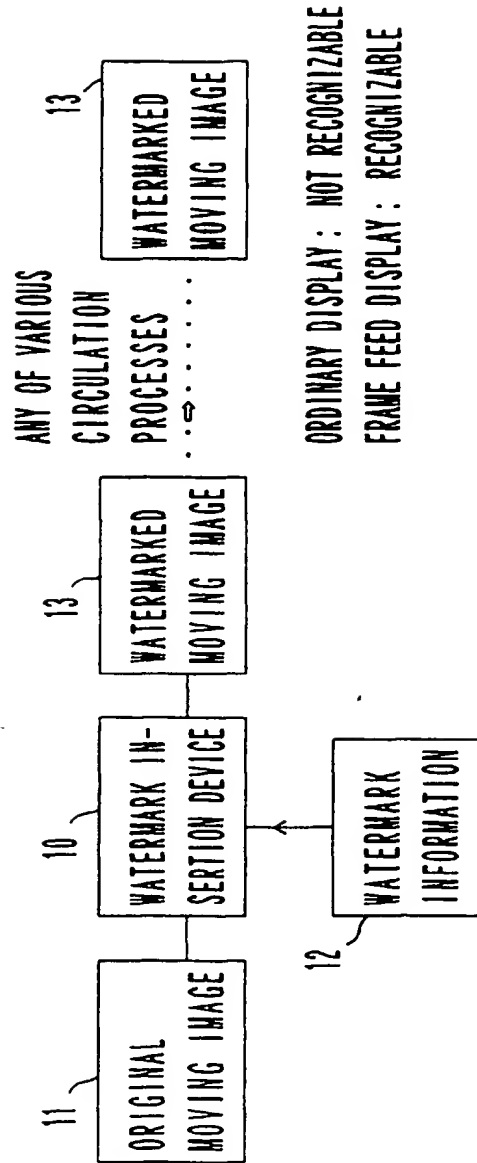 11
ORIGINAL
MOVING IMAGE
10
WATERMARK IN-
SERTION DEVICE
12
WATERMARK
INFORMATION
13
WATERMARKED
MOVING IMAGE
ANY OF VARIOUS
CIRCULATION
PROCESSES
13
WATERMARKED
MOVING IMAGE
ORDINARY DISPLAY : NOT RECOGNIZABLE
FRAME FEED DISPLAY : RECOGNIZABLE